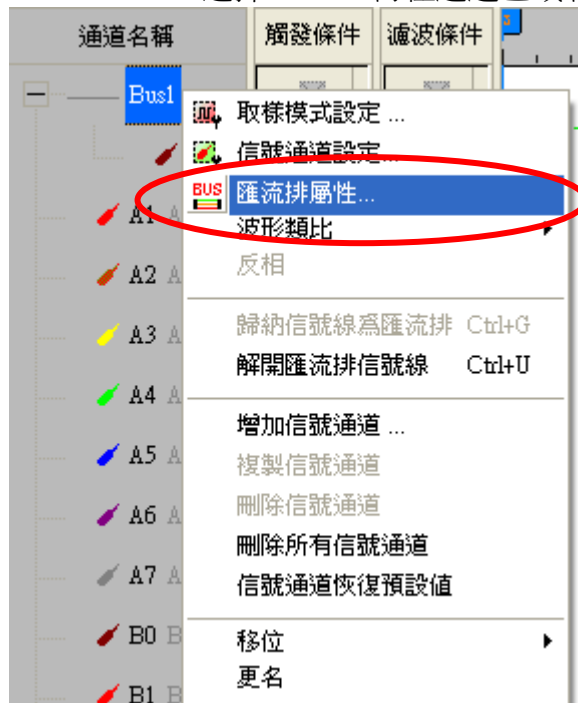 通道名稱 觸發條件 濾波條件
Bus1
取樣模式設定 ...
信號通道設定...
BUS 匯流排屬性...
A1 A
波形類比
A2 A
反相
A3 A
歸納信號線為匯流排 Ctrl+G
解開匯流排信號線 Ctrl+U
A4 A
增加信號通道 ...
A5 A
複製信號通道
A6 A
刪除信號通道
刪除所有信號通道
A7 A
信號通道恢復預設值
B0 B
移位
更名
B1 B